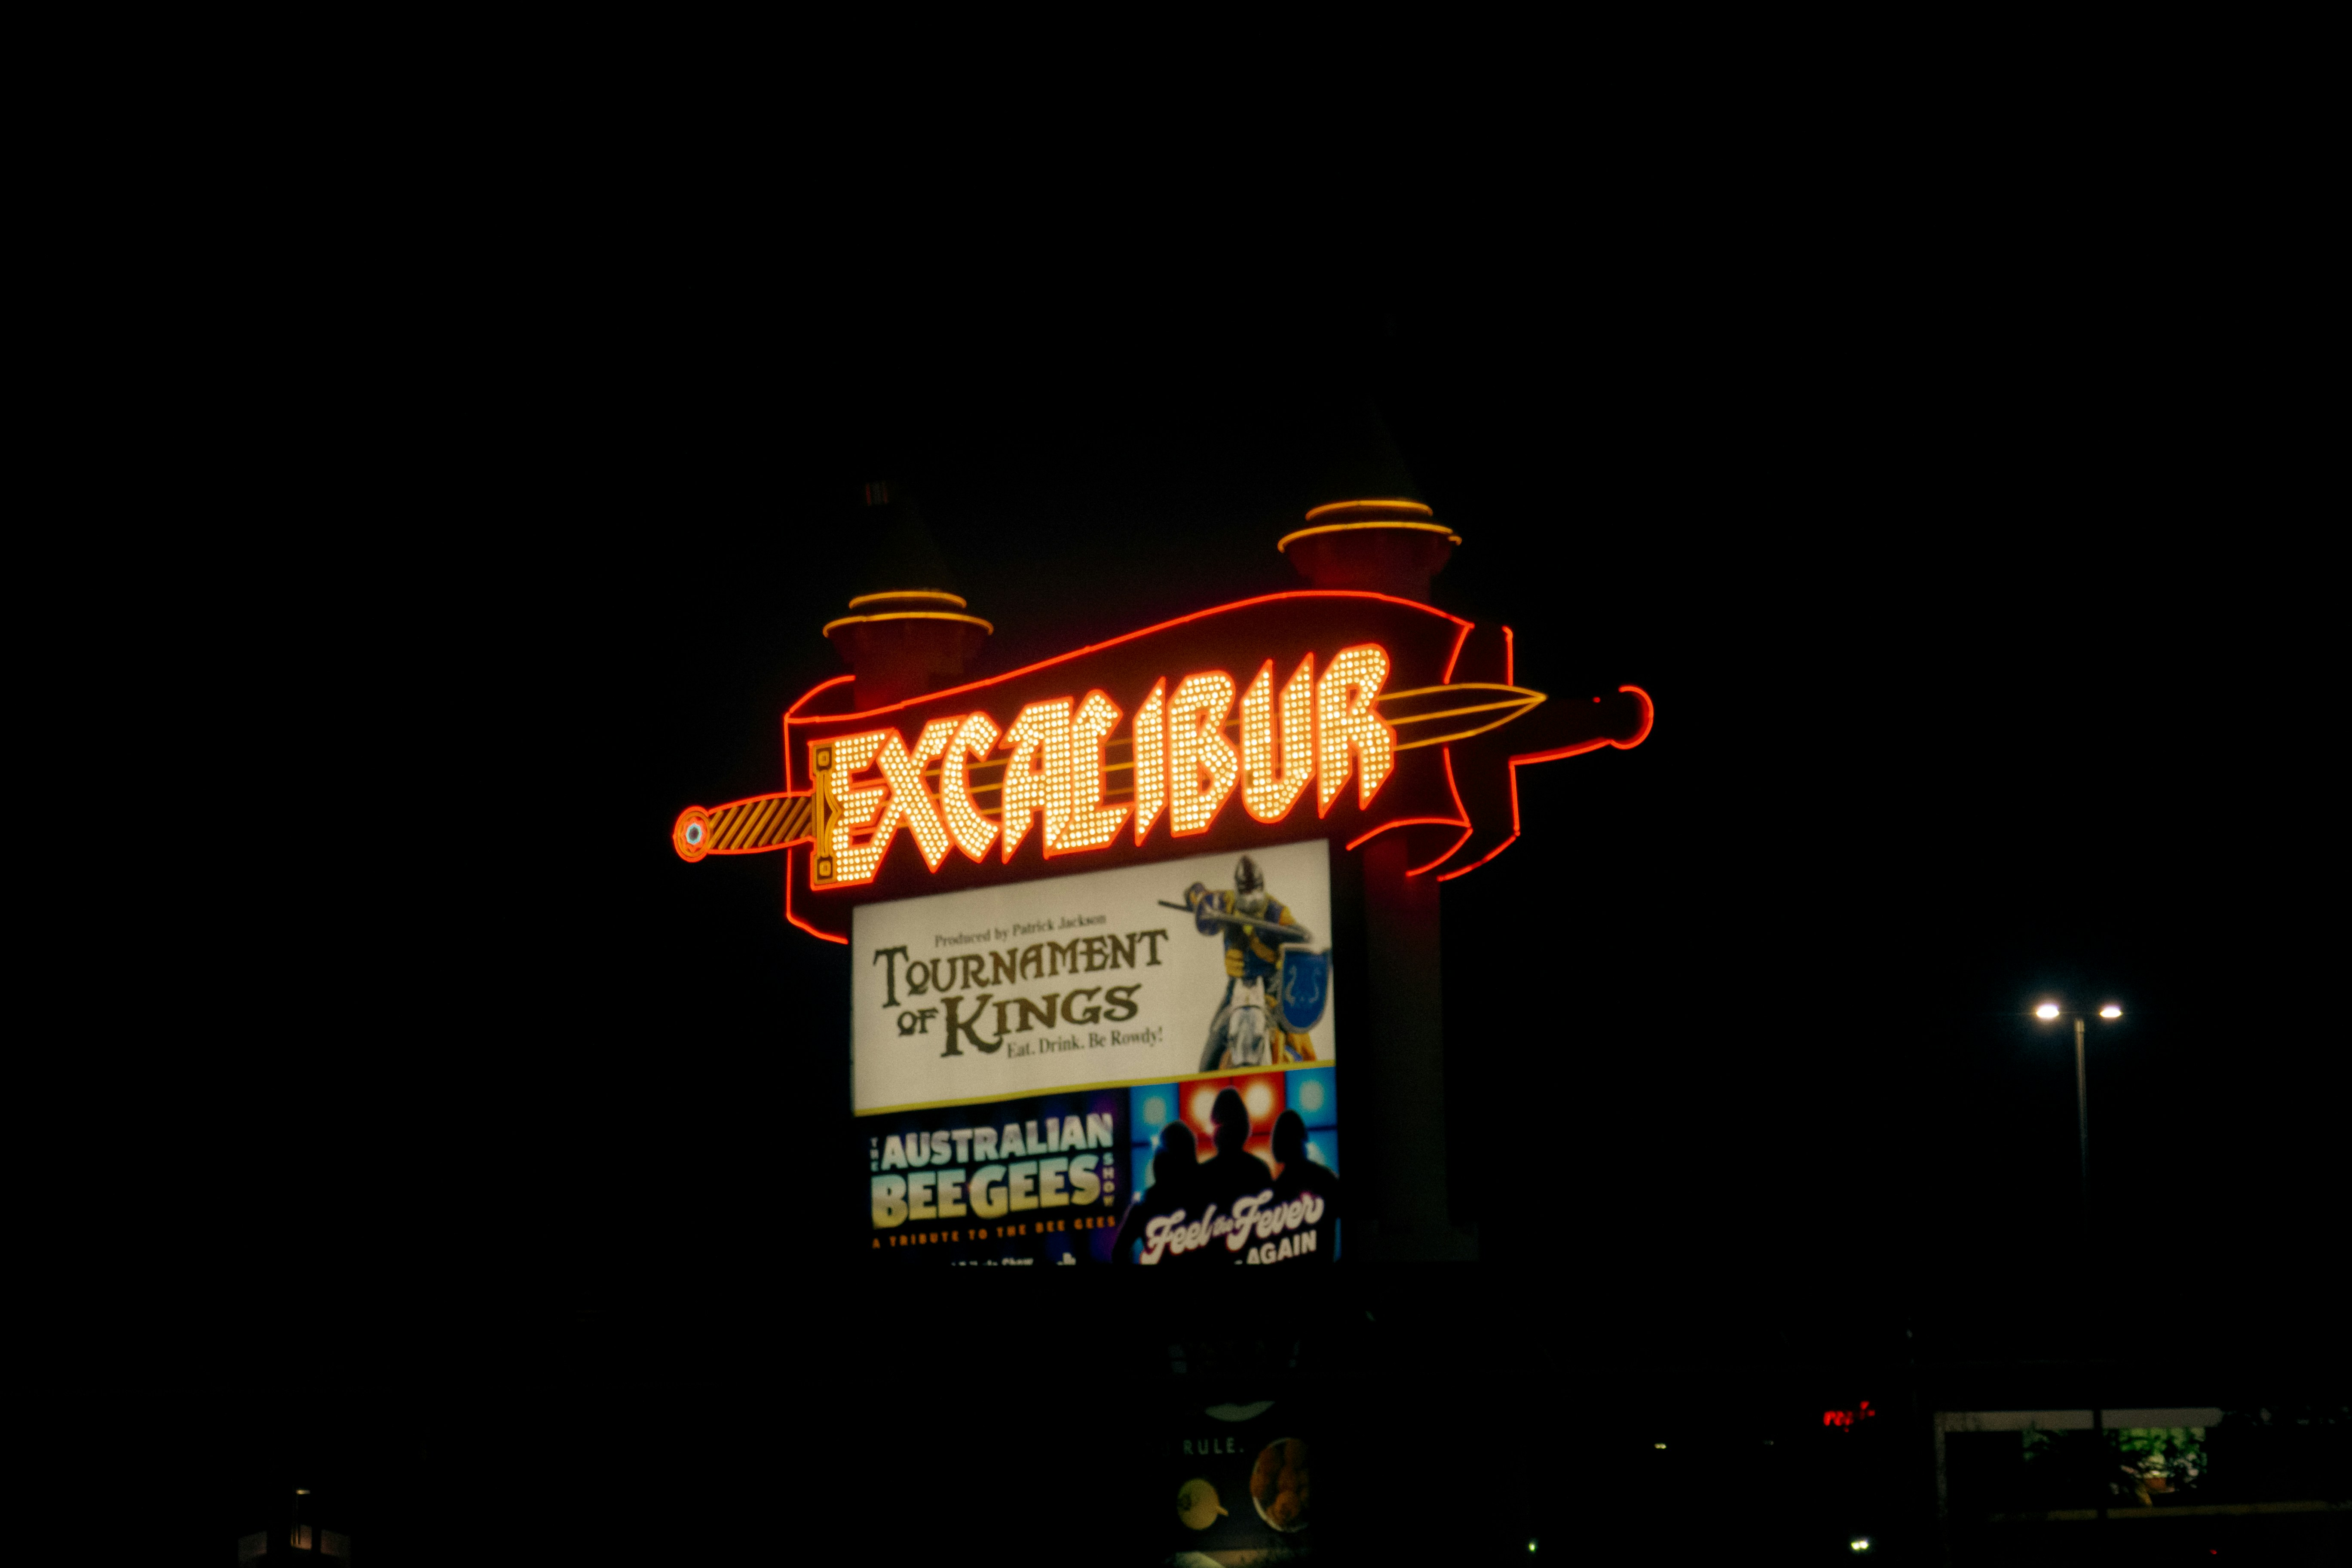 EXCALIBUR
Produced by Patrick Jackson
TOURNAMENT
OF KINGS
Eat. Drink. Be Rowdy!
THE AUSTRALIAN
BEE GEES SHOW
A TRIBUTE TO THE BEE GEES
Feel the Fever
AGAIN
RULE.